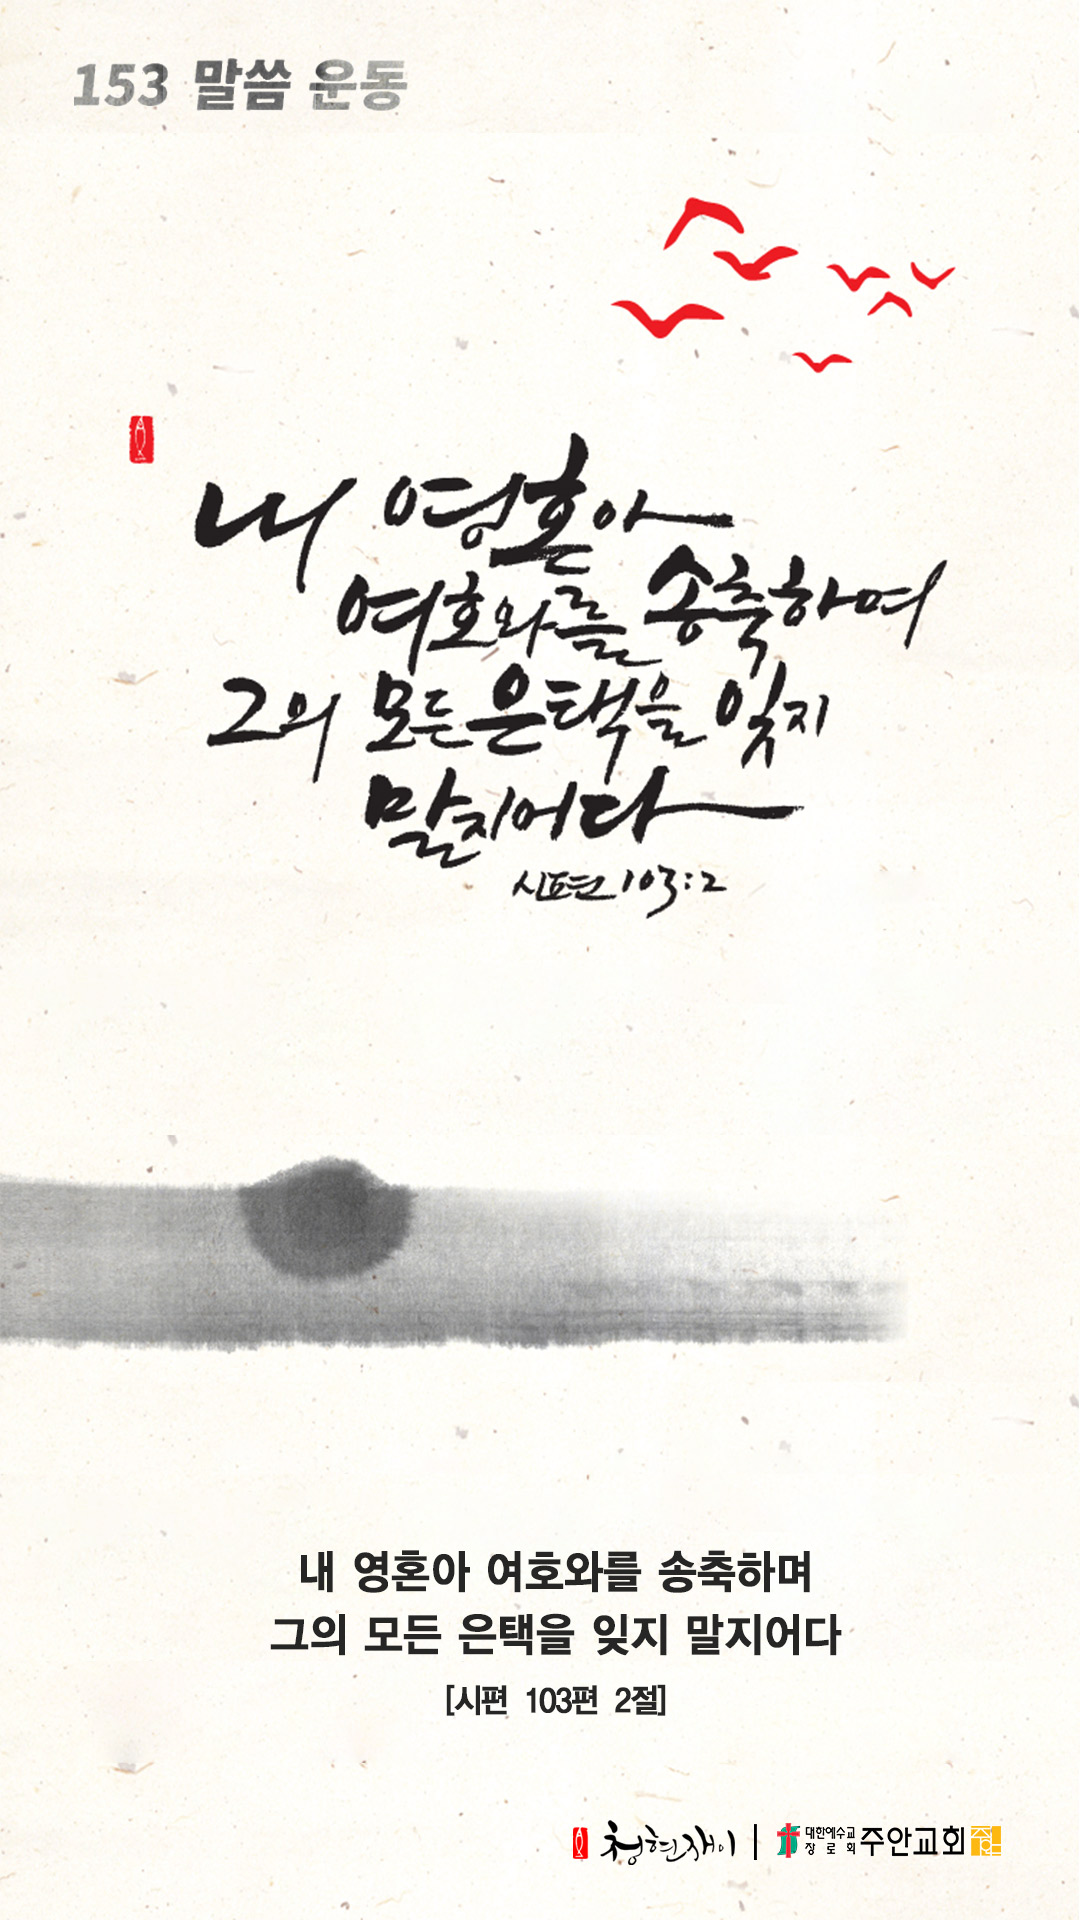 153 말씀 운동
내 영혼아
여호와를 송축하며
그의 모든 은택을 잊지
말지어다
시편 103:2
내 영혼아 여호와를 송축하며
그의 모든 은택을 잊지 말지어다
[시편 103편 2절]
청현재이 | 대한예수교장로회 주안교회